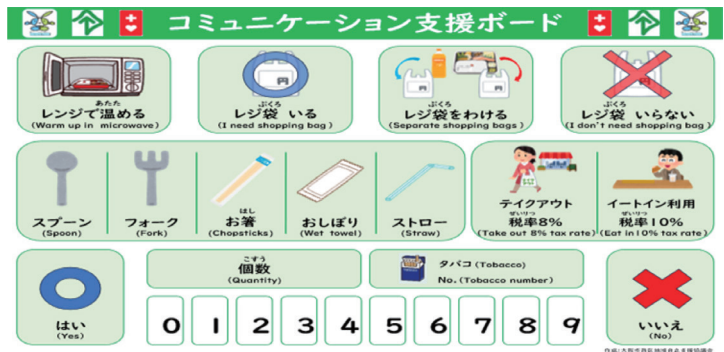 コミュニケーション支援ボード
レンジで温める
あたた
(Warm up in microwave)
レジ袋 いる
ぶくろ
(I need shopping bag)
レジ袋をわける
ぶくろ
(Separate shopping bags)
レジ袋 いらない
ぶくろ
(I don't need shopping bag)
スプーン
(Spoon)
フォーク
(Fork)
はし
お箸
(Chopsticks)
おしぼり
(Wet towel)
ストロー
(Straw)
テイクアウト
ぜいりつ
税率8%
(Take out 8% tax rate)
イートイン利用
ぜいりつ
税率10%
(Eat in 10% tax rate)
はい
(Yes)
こすう
個数
(Quantity)
タバコ (Tobacco)
No. (Tobacco number)
0 1 2 3 4 5 6 7 8 9
いいえ
(No)